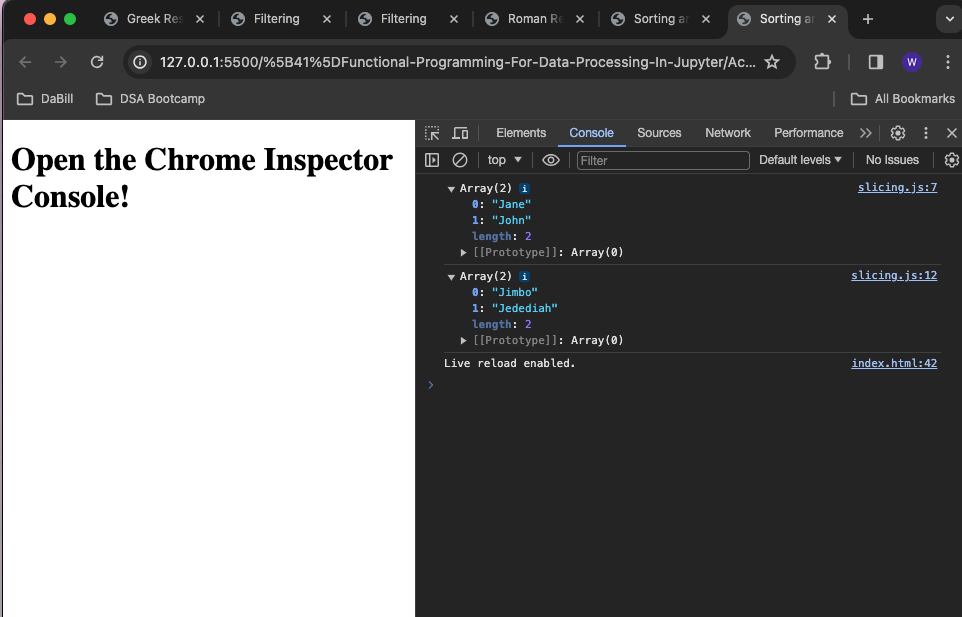 Greek Res
Filtering
Filtering
Roman Re
Sorting an
Sorting an
127.0.0.1:5500/%5B41%5DFunctional-Programming-For-Data-Processing-In-Jupyter/Ac...
W
DaBill
DSA Bootcamp
All Bookmarks
Open the Chrome Inspector
Console!
Elements
Console
Sources
Network
Performance
top
Filter
Default levels
No Issues
Array(2) i slicing.js:7
0: "Jane"
1: "John"
length: 2
[[Prototype]]: Array(0)
Array(2) i slicing.js:12
0: "Jimbo"
1: "Jedediah"
length: 2
[[Prototype]]: Array(0)
Live reload enabled. index.html:42